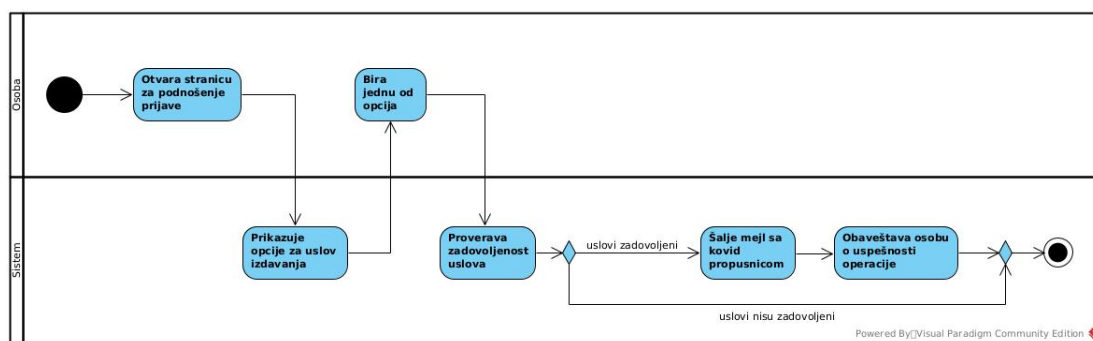 Osoba
Otvara stranicu
za podnošenje
prijave
Bira
jednu od
opcija
Sistem
Prikazuje
opcije za uslov
izdavanja
Proverava
zadovoljenost
uslova
uslovi zadovoljeni
Šalje mejl sa
kovid
propusnicom
Obaveštava osobu
o uspešnosti
operacije
uslovi nisu zadovoljeni
Powered By Visual Paradigm Community Edition